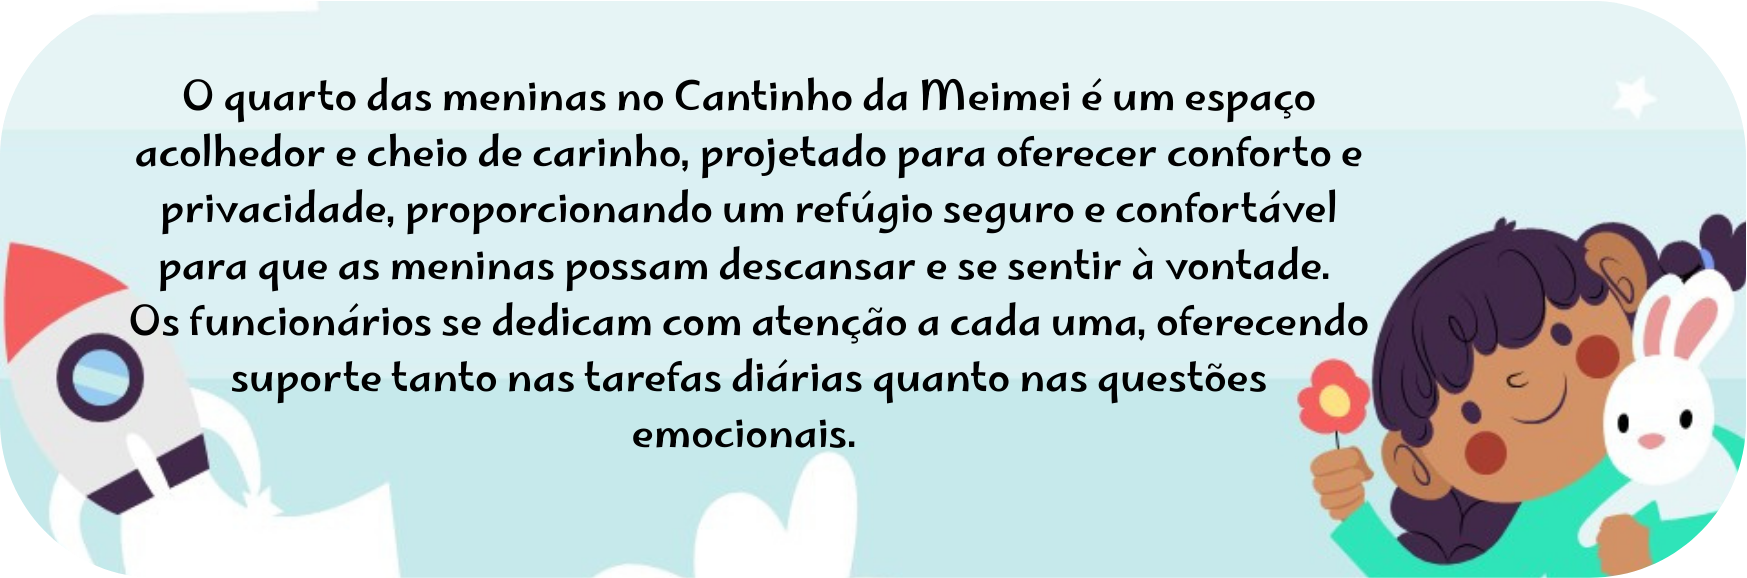 O quarto das meninas no Cantinho da Meimei é um espaço
acolhedor e cheio de carinho, projetado para oferecer conforto e
privacidade, proporcionando um refúgio seguro e confortável
para que as meninas possam descansar e se sentir à vontade.
Os funcionários se dedicam com atenção a cada uma, oferecendo
suporte tanto nas tarefas diárias quanto nas questões
emocionais.